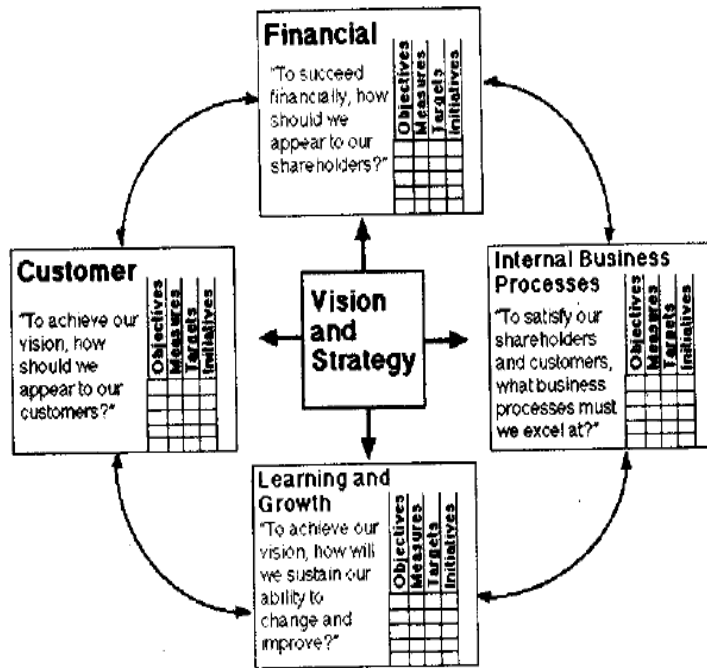 Financial
"To succeed
financially, how
should we
appear to our
shareholders?"
Objectives
Measures
Targets
Initiatives
Customer
"To achieve our
vision, how
should we
appear to our
customers?"
Objectives
Measures
Targets
Initiatives
Vision
and
Strategy
Internal Business
Processes
"To satisfy our
shareholders
and customers,
what business
processes must
we excel at?"
Objectives
Measures
Targets
Initiatives
Learning and
Growth
"To achieve our
vision, how will
we sustain our
ability to
change and
improve?"
Objectives
Measures
Targets
Initiatives